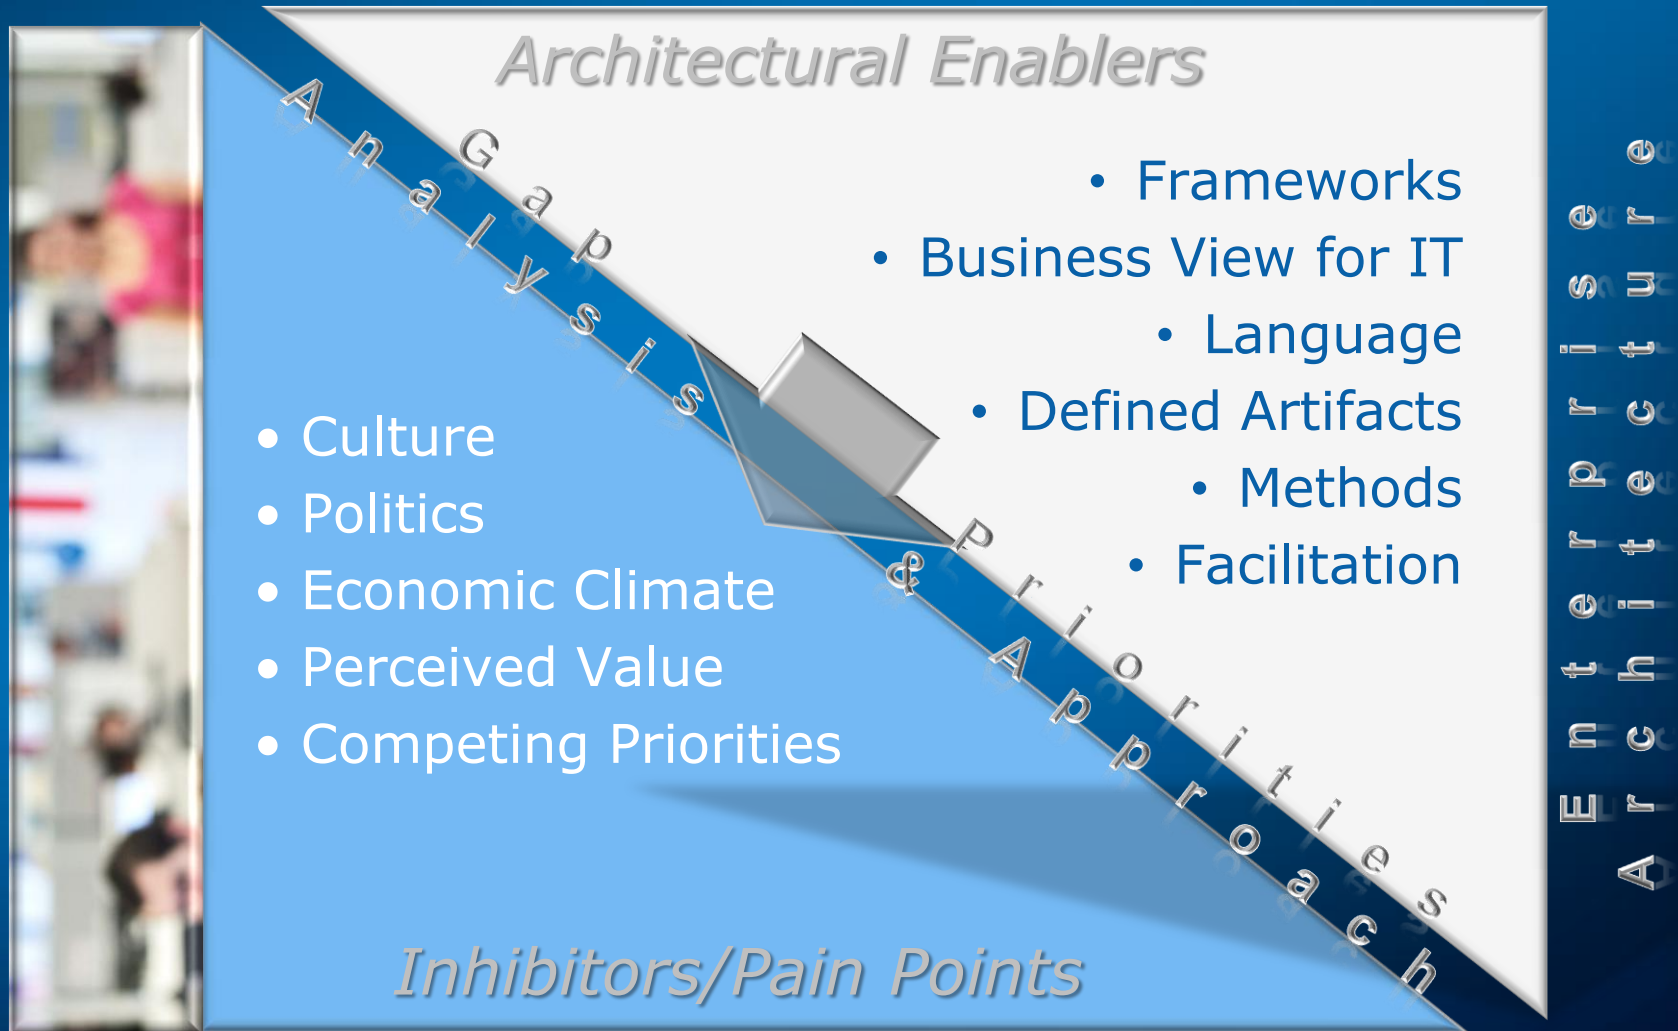 Architectural Enablers
• Frameworks
• Business View for IT
• Language
• Defined Artifacts
• Methods
• Facilitation
Gap
Analysis
Priorities
& Approach
• Culture
• Politics
• Economic Climate
• Perceived Value
• Competing Priorities
Inhibitors/Pain Points
Enterprise
Architecture